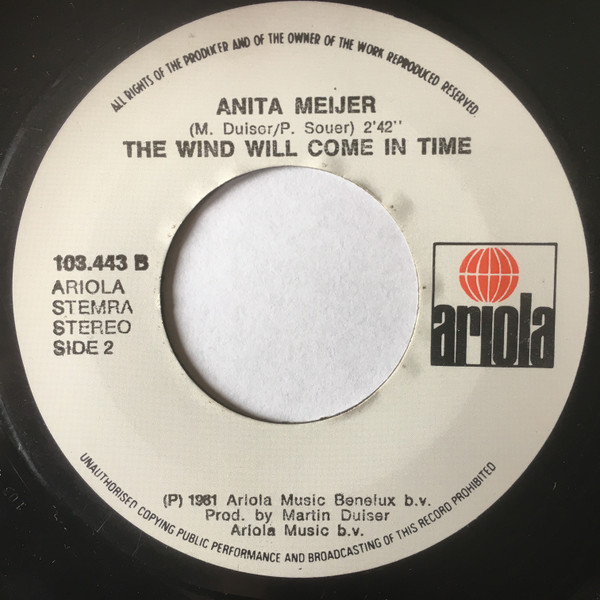 ALL RIGHTS OF THE PRODUCER AND OF THE OWNER OF THE WORK REPRODUCED RESERVED.
ANITA MEIJER
(M. Duiser/P. Souer) 2'42''
THE WIND WILL COME IN TIME
103.443 B
ARIOLA
STEMRA
STEREO
SIDE 2
ariola
(P) 1981 Ariola Music Benelux b.v.
Prod. by Martin Duiser
Ariola Music b.v.
UNAUTHORISED COPYING PUBLIC PERFORMANCE AND BROADCASTING OF THIS RECORD PROHIBITED